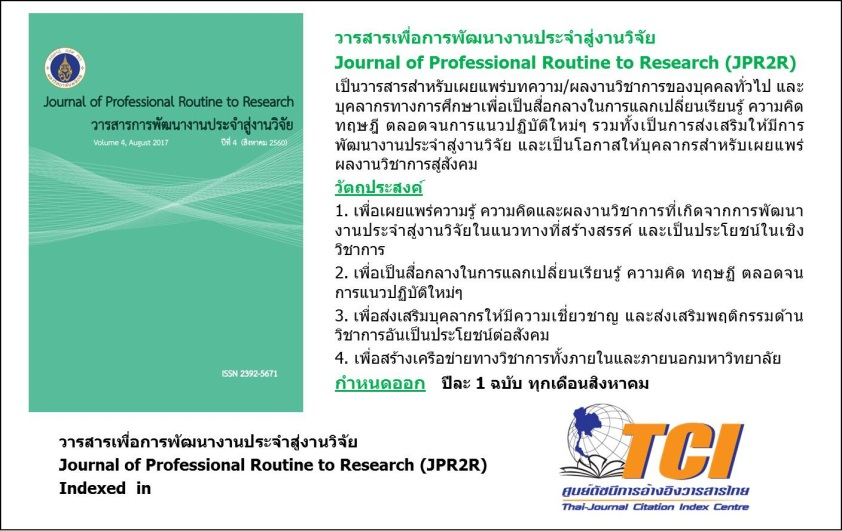 Journal of Professional Routine to Research
วารสารการพัฒนางานประจำสู่งานวิจัย
Volume 4, August 2017 ปีที่ 4 (สิงหาคม 2560)
ISSN 2392-5671
วารสารเพื่อการพัฒนางานประจำสู่งานวิจัย
Journal of Professional Routine to Research (JPR2R)
เป็นวารสารสำหรับเผยแพร่บทความ/ผลงานวิชาการของบุคคลทั่วไป และ
บุคลากรทางการศึกษาเพื่อเป็นสื่อกลางในการแลกเปลี่ยนเรียนรู้ ความคิด
ทฤษฎี ตลอดจนการแนวปฏิบัติใหม่ๆ รวมทั้งเป็นการส่งเสริมให้มีการ
พัฒนางานประจำสู่งานวิจัย และเป็นโอกาสให้บุคลากรสำหรับเผยแพร่
ผลงานวิชาการสู่สังคม
วัตถุประสงค์
1. เพื่อเผยแพร่ความรู้ ความคิดและผลงานวิชาการที่เกิดจากการพัฒนา
งานประจำสู่งานวิจัยในแนวทางที่สร้างสรรค์ และเป็นประโยชน์ในเชิง
วิชาการ
2. เพื่อเป็นสื่อกลางในการแลกเปลี่ยนเรียนรู้ ความคิด ทฤษฎี ตลอดจน
การแนวปฏิบัติใหม่ๆ
3. เพื่อส่งเสริมบุคลากรให้มีความเชี่ยวชาญ และส่งเสริมพฤติกรรมด้าน
วิชาการอันเป็นประโยชน์ต่อสังคม
4. เพื่อสร้างเครือข่ายทางวิชาการทั้งภายในและภายนอกมหาวิทยาลัย
กำหนดออก ปีละ 1 ฉบับ ทุกเดือนสิงหาคม
วารสารเพื่อการพัฒนางานประจำสู่งานวิจัย
Journal of Professional Routine to Research (JPR2R)
Indexed in
TCI
ศูนย์ดัชนีการอ้างอิงวารสารไทย
Thai-Journal Citation Index Centre